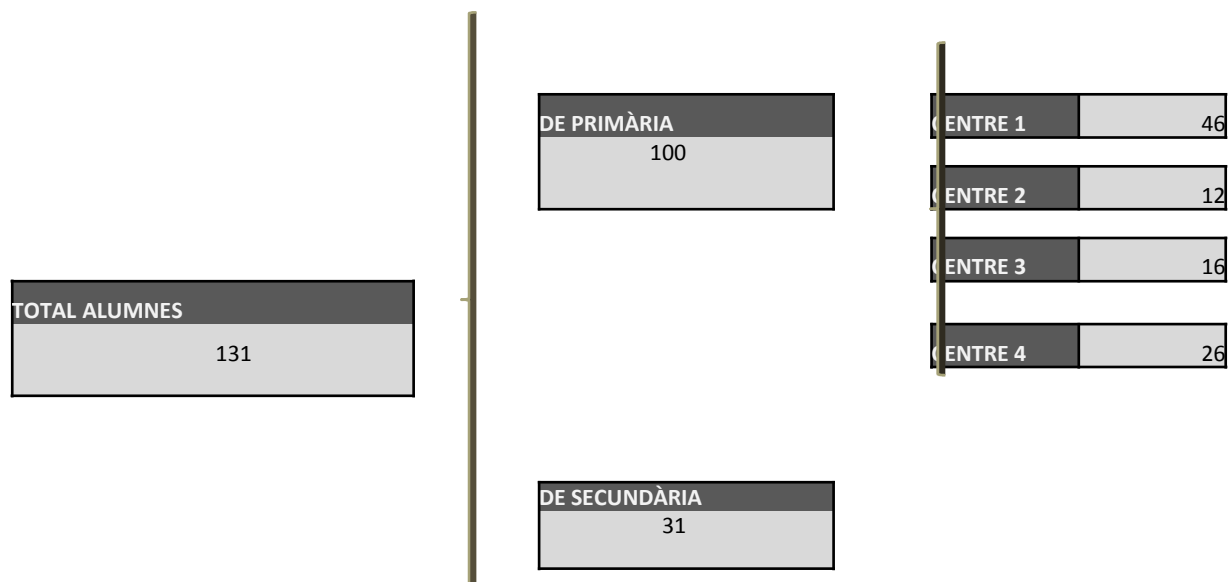 TOTAL ALUMNES
131
DE PRIMÀRIA
100
DE SECUNDÀRIA
31
CENTRE 1 46
CENTRE 2 12
CENTRE 3 16
CENTRE 4 26